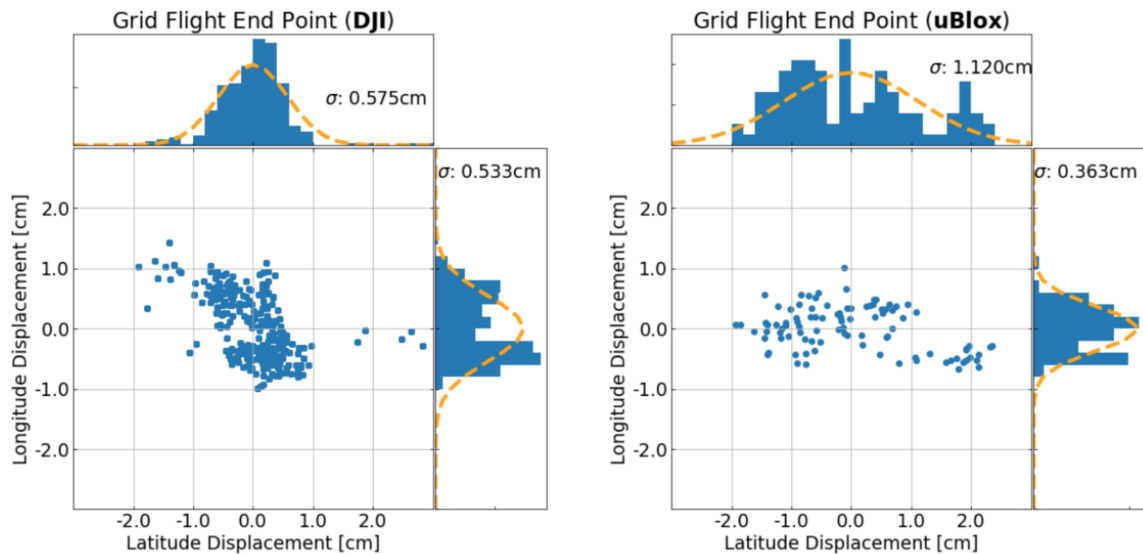 Grid Flight End Point (DJI)
σ: 0.575cm
σ: 0.533cm
2.0
1.0
0.0
-1.0
-2.0
Longitude Displacement [cm]
-2.0 -1.0 0.0 1.0 2.0
Latitude Displacement [cm]
Grid Flight End Point (uBlox)
σ: 1.120cm
σ: 0.363cm
2.0
1.0
0.0
-1.0
-2.0
Longitude Displacement [cm]
-2.0 -1.0 0.0 1.0 2.0
Latitude Displacement [cm]